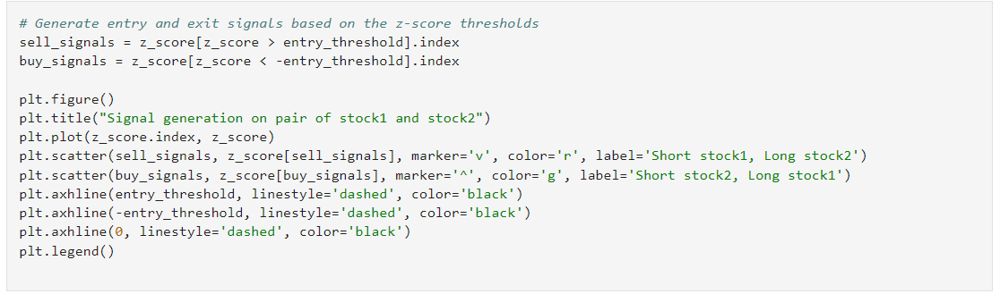 # Generate entry and exit signals based on the z-score thresholds
sell_signals = z_score[z_score > entry_threshold].index
buy_signals = z_score[z_score < -entry_threshold].index
plt.figure()
plt.title("Signal generation on pair of stock1 and stock2")
plt.plot(z_score.index, z_score)
plt.scatter(sell_signals, z_score[sell_signals], marker='v', color='r', label='Short stock1, Long stock2')
plt.scatter(buy_signals, z_score[buy_signals], marker='^', color='g', label='Short stock2, Long stock1')
plt.axhline(entry_threshold, linestyle='dashed', color='black')
plt.axhline(-entry_threshold, linestyle='dashed', color='black')
plt.axhline(0, linestyle='dashed', color='black')
plt.legend()